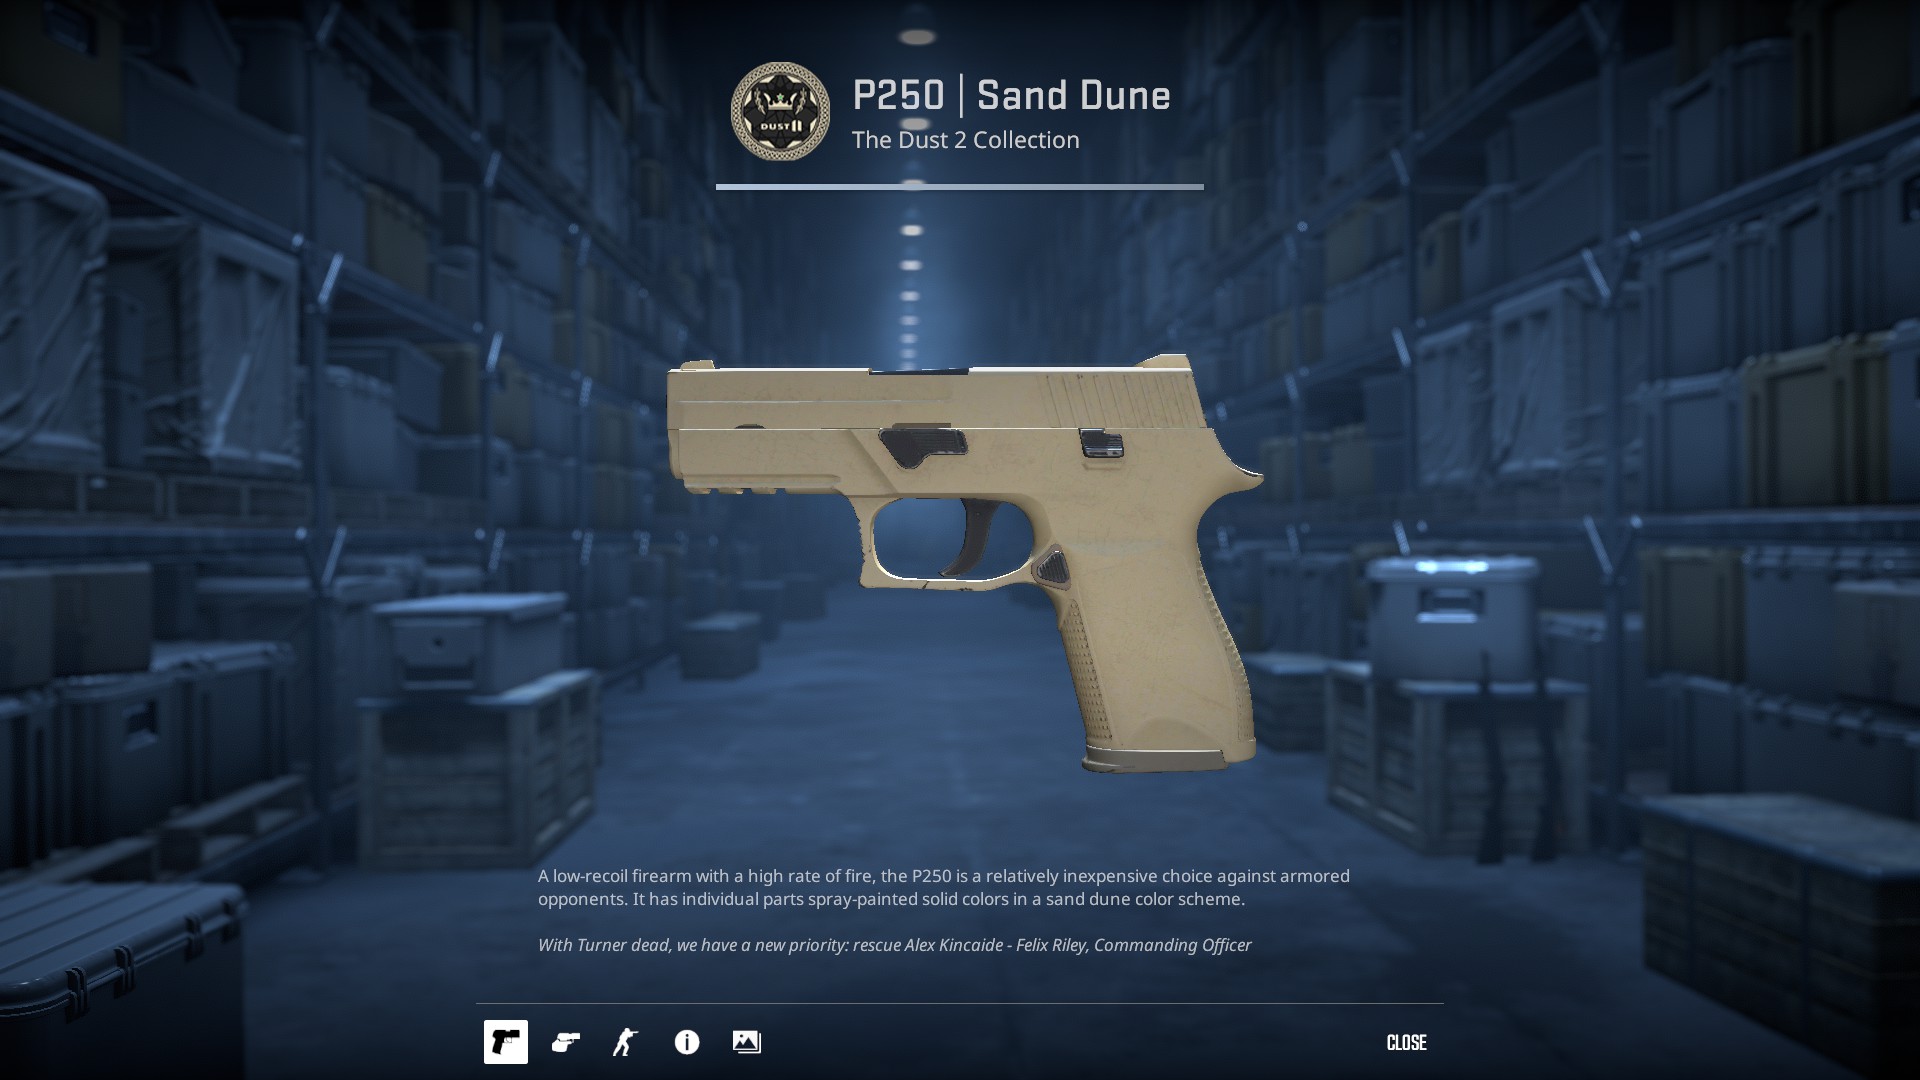 P250 | Sand Dune
The Dust 2 Collection
DUST II
A low-recoil firearm with a high rate of fire, the P250 is a relatively inexpensive choice against armored
opponents. It has individual parts spray-painted solid colors in a sand dune color scheme.
With Turner dead, we have a new priority: rescue Alex Kincaide - Felix Riley, Commanding Officer
CLOSE